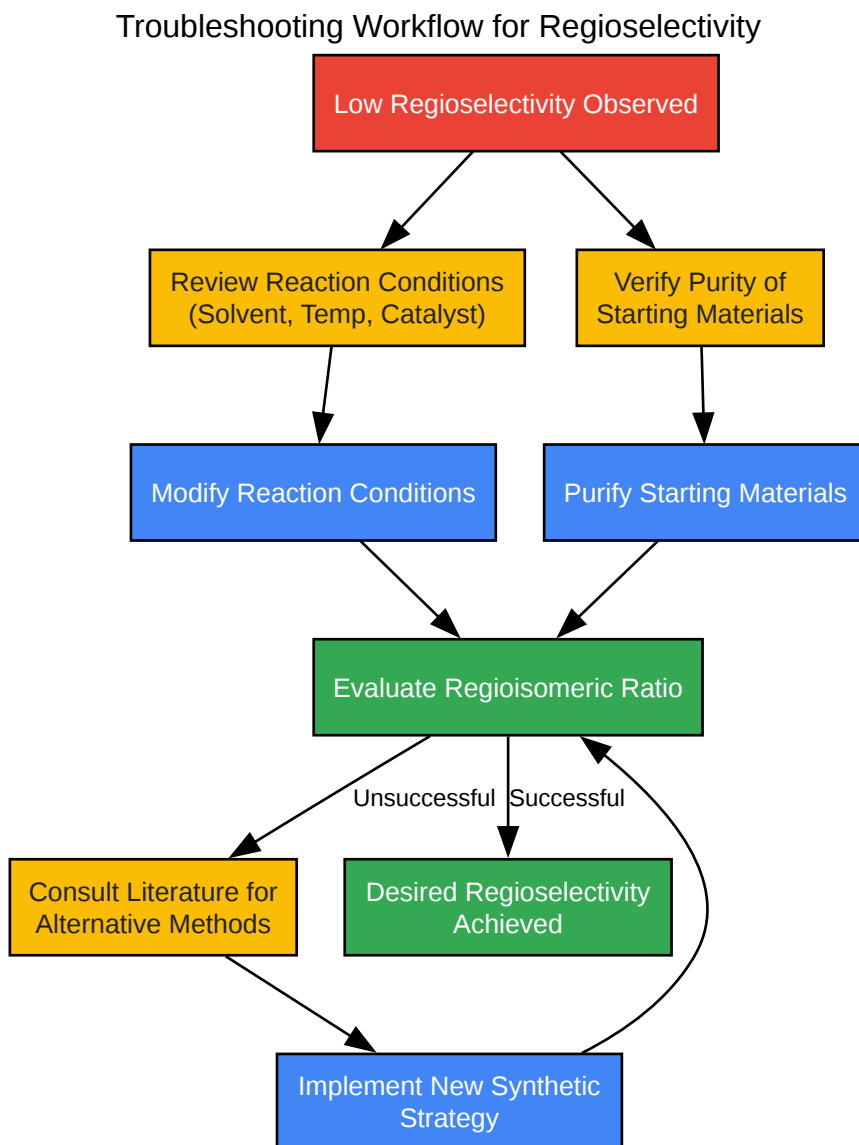 Troubleshooting Workflow for Regioselectivity
Low Regioselectivity Observed
Review Reaction Conditions
(Solvent, Temp, Catalyst)
Verify Purity of
Starting Materials
Modify Reaction Conditions
Purify Starting Materials
Evaluate Regioisomeric Ratio
Unsuccessful
Successful
Consult Literature for
Alternative Methods
Desired Regioselectivity
Achieved
Implement New Synthetic
Strategy